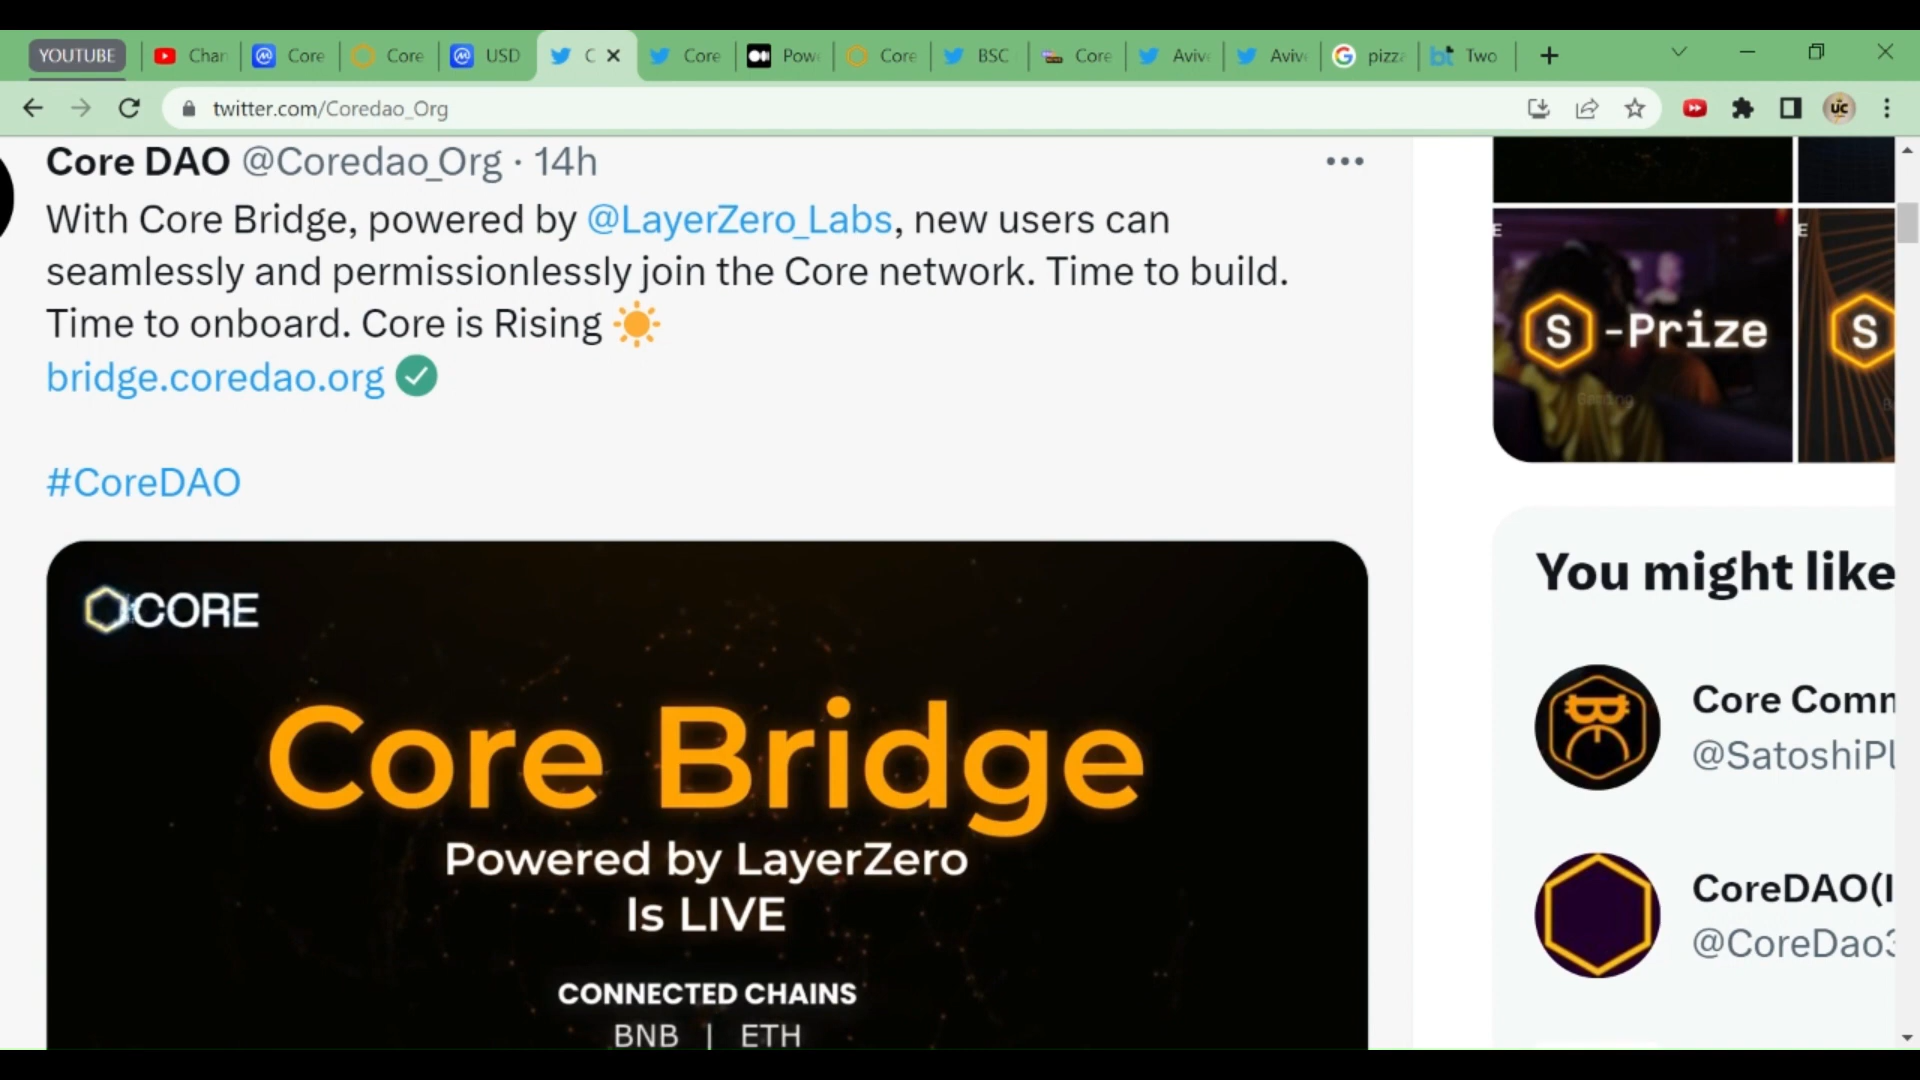 YOUTUBE
Chan
Core
Core
USD
C
Core
Pow
Core
BSC
Core
Aviv
Aviv
pizz
Two
twitter.com/Coredao_Org
Core DAO @Coredao_Org · 14h
With Core Bridge, powered by @LayerZero_Labs, new users can
seamlessly and permissionlessly join the Core network. Time to build.
Time to onboard. Core is Rising
bridge.coredao.org
#CoreDAO
CORE
Core Bridge
Powered by LayerZero
Is LIVE
CONNECTED CHAINS
BNB | ETH
S -Prize
Gaming
S
You might like
Core Comm
@SatoshiPl
CoreDAO(I
@CoreDao3